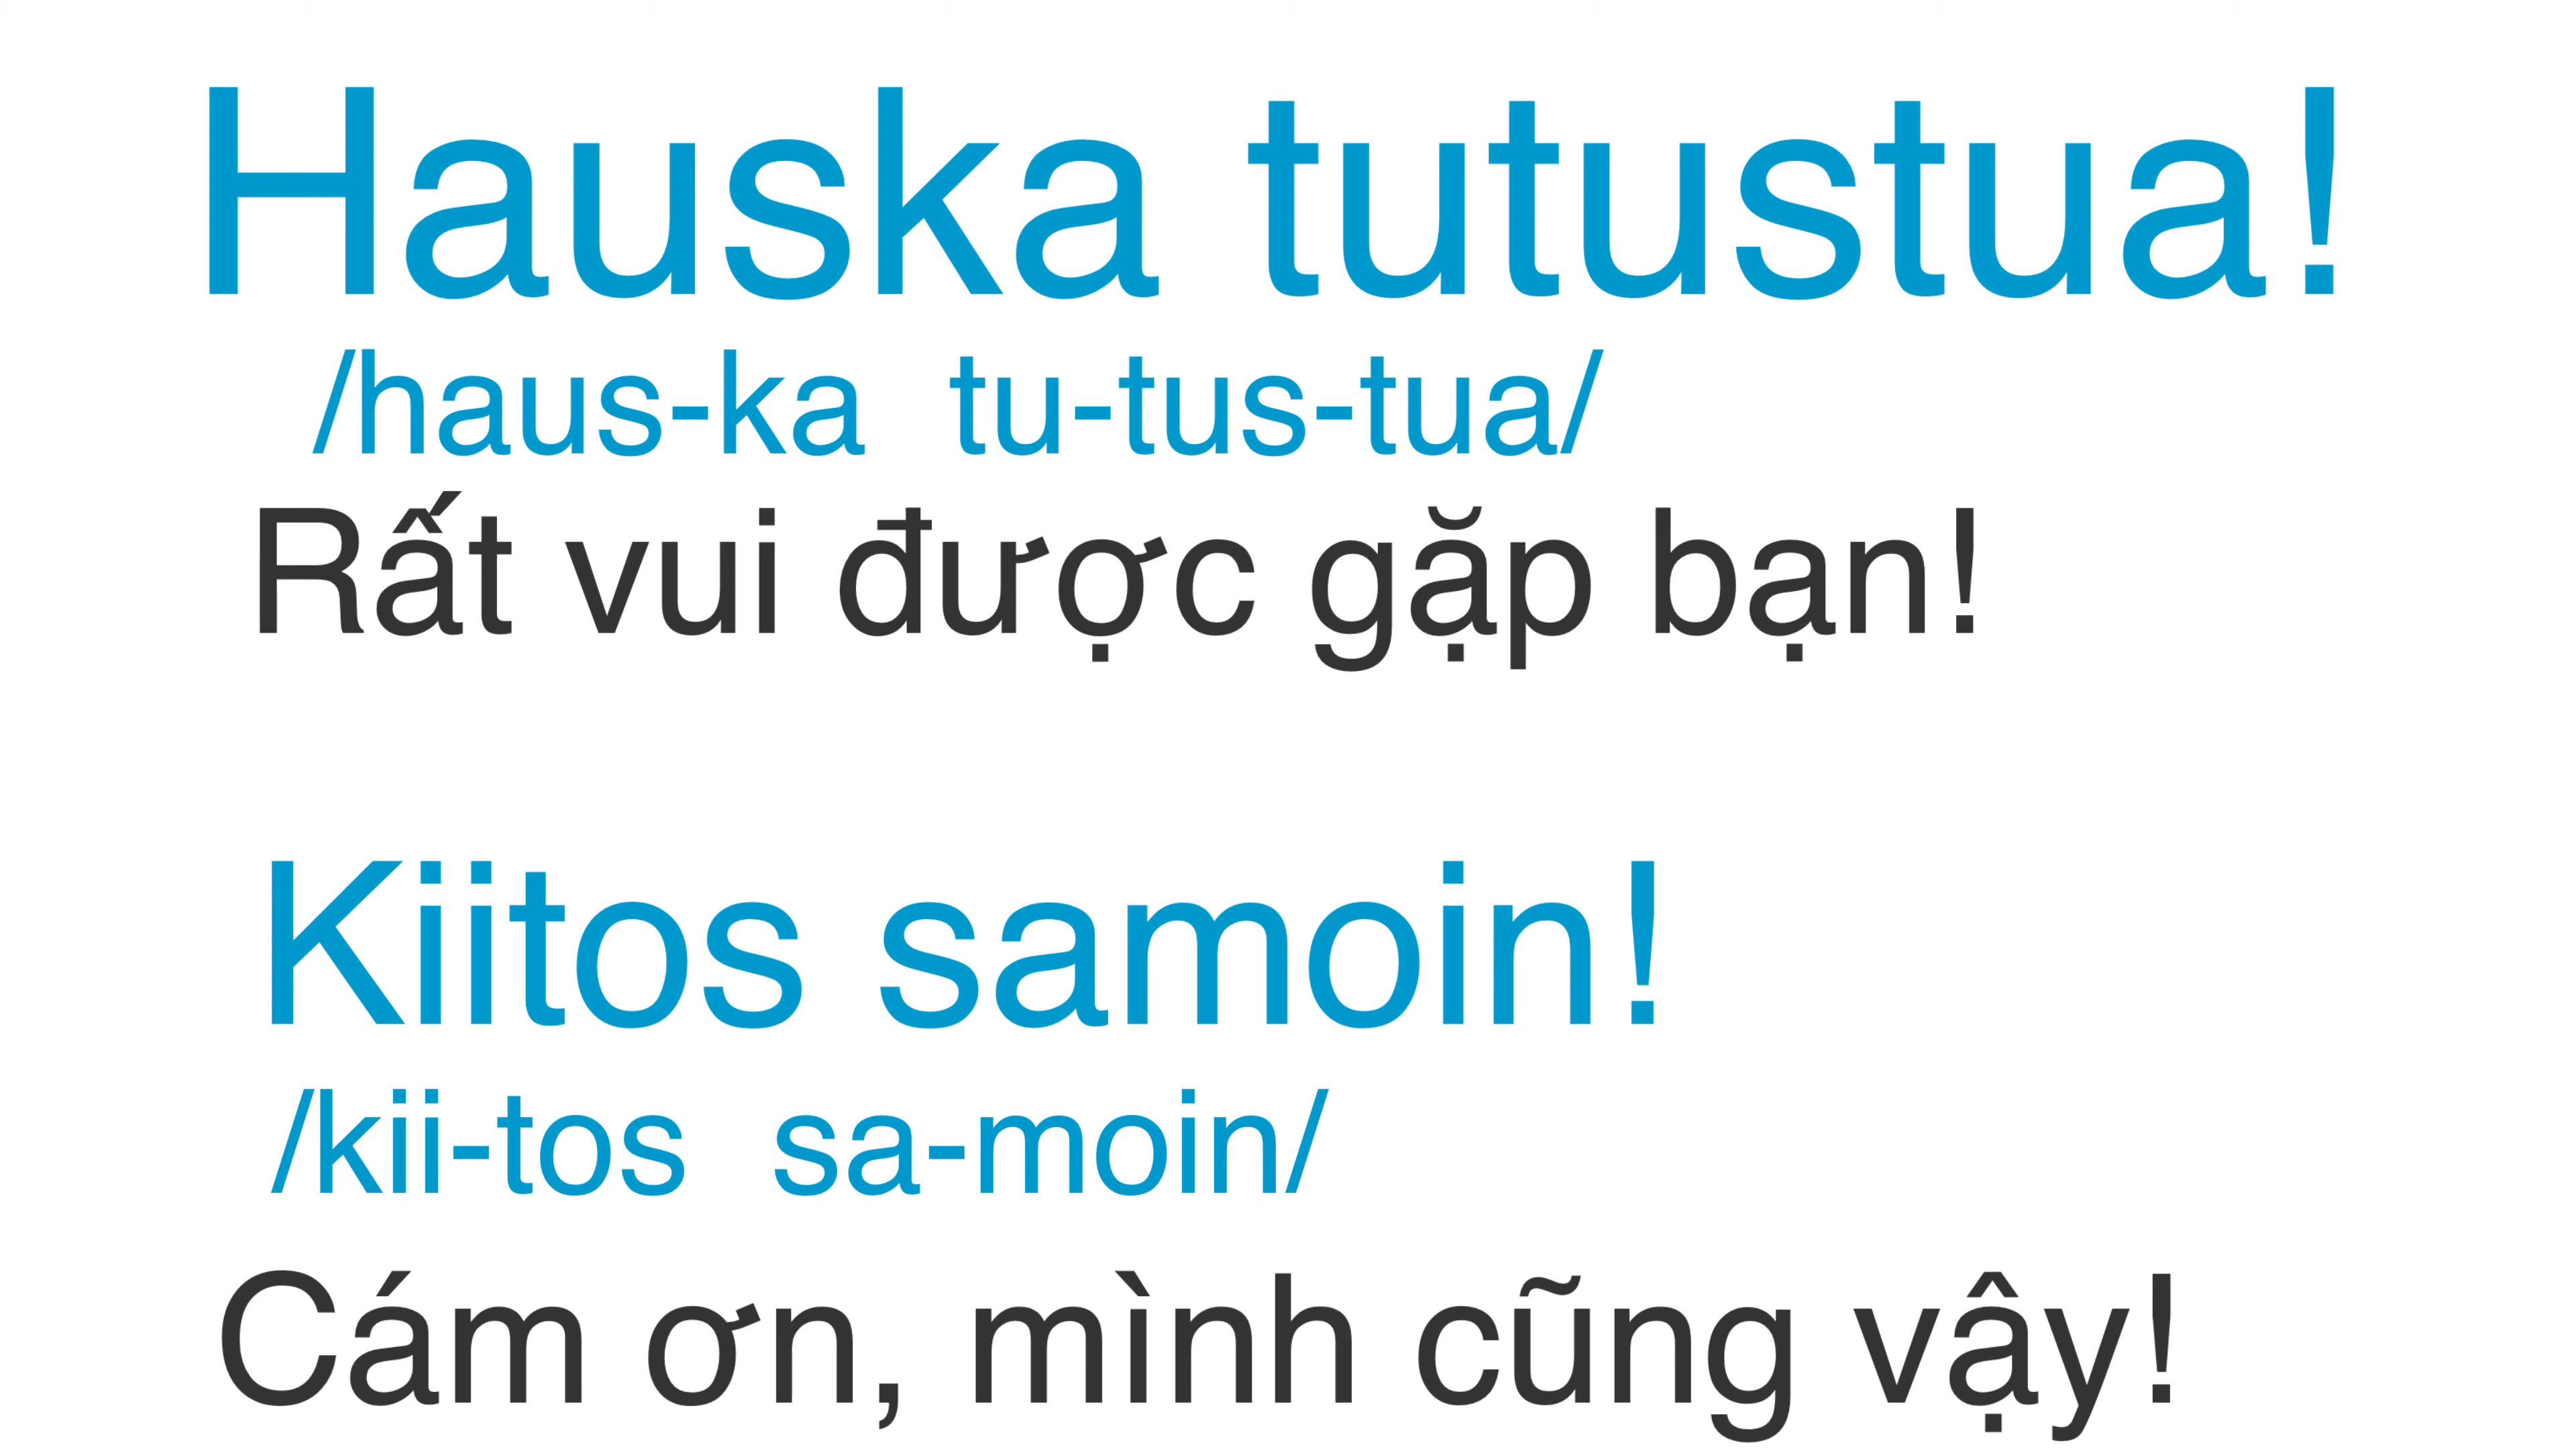 Hauska tutustua!
/haus-ka tu-tus-tua/
Rất vui được gặp bạn!
Kiitos samoin!
/kii-tos sa-moin/
Cám ơn, mình cũng vậy!